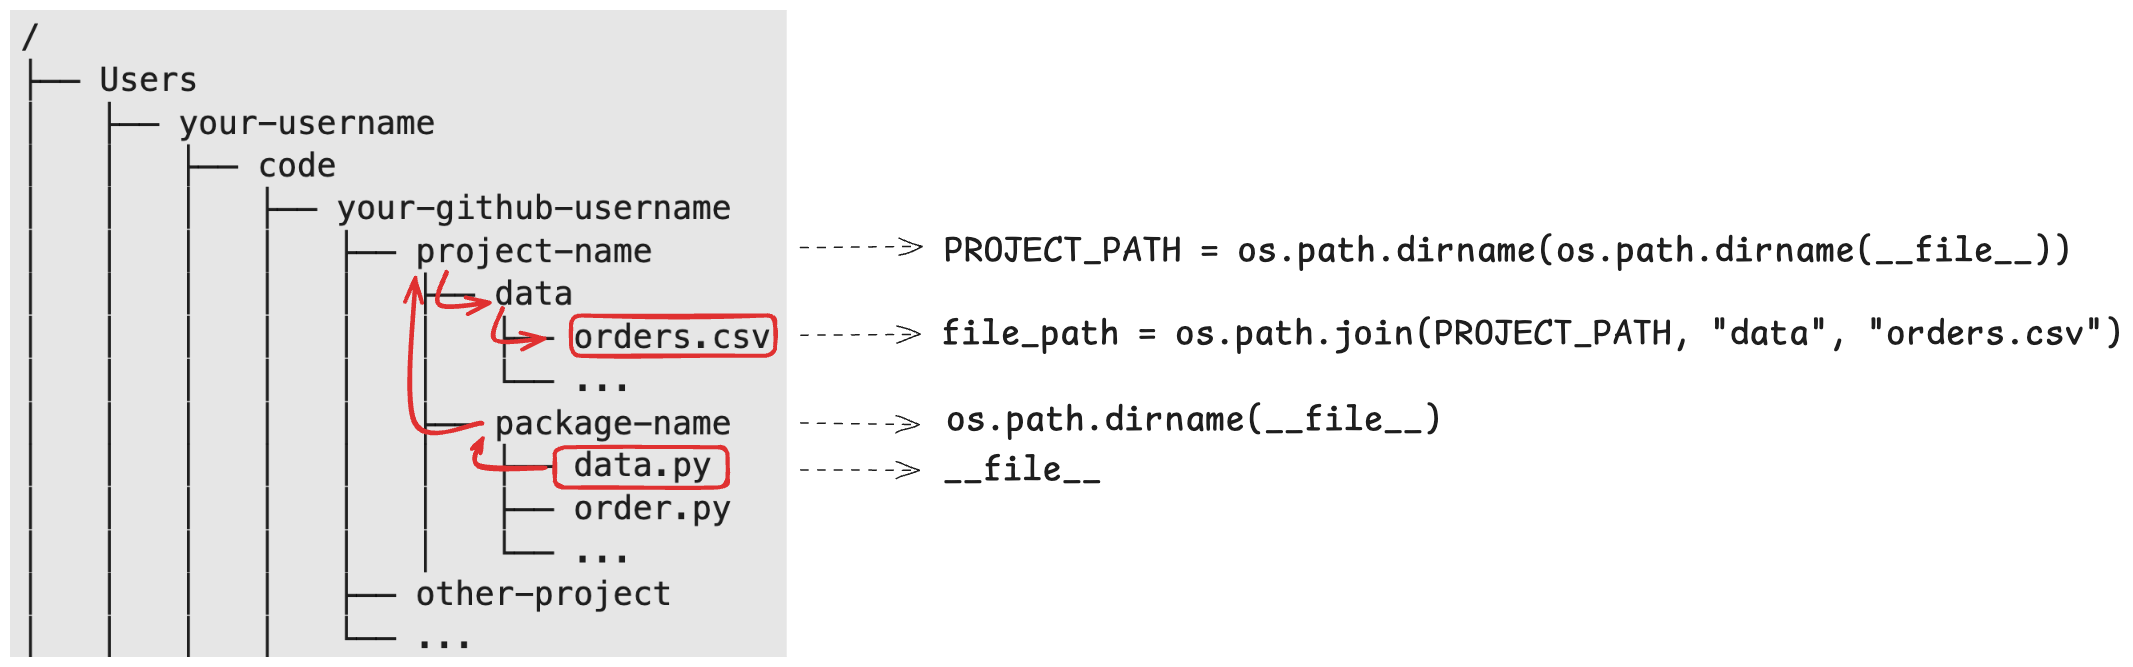 /
├── Users
├── your-username
├── code
├── your-github-username
├── project-name
PROJECT_PATH = os.path.dirname(os.path.dirname(__file__))
├── data
├── orders.csv
file_path = os.path.join(PROJECT_PATH, "data", "orders.csv")
└── ...
├── package-name
os.path.dirname(__file__)
├── data.py
__file__
├── order.py
└── ...
├── other-project
└── ...